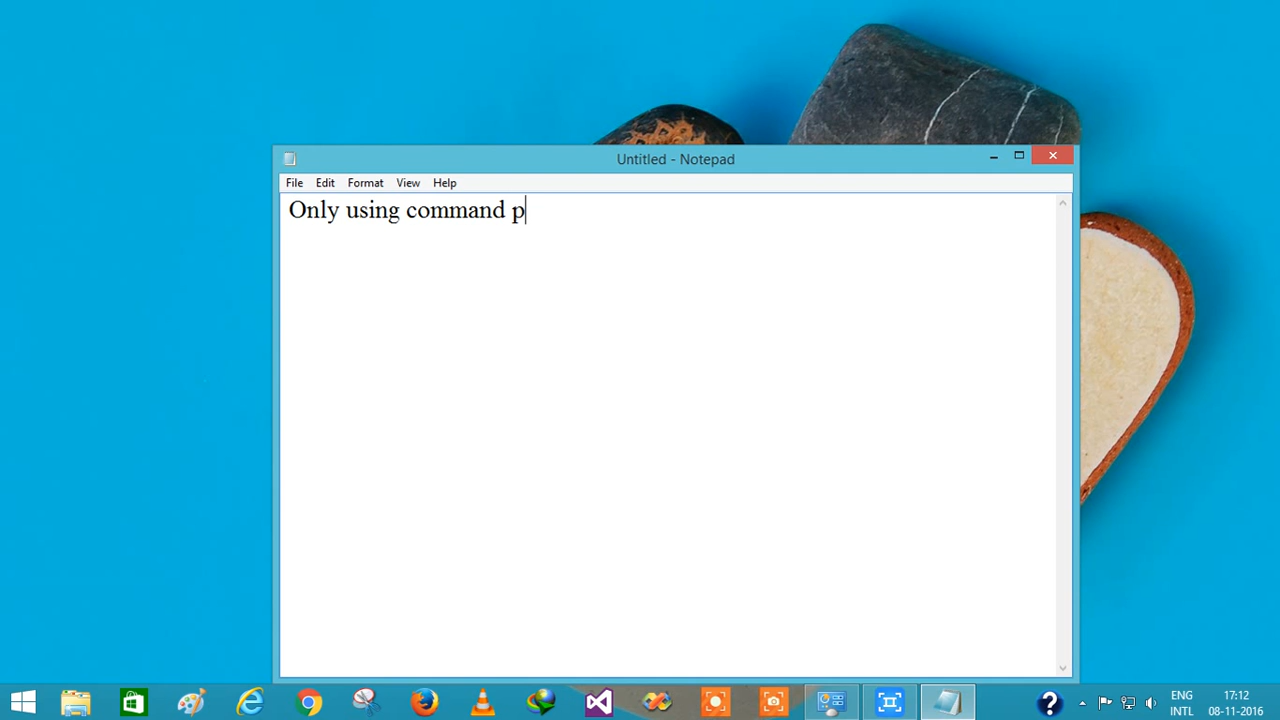 Untitled - Notepad
File Edit Format View Help
Only using command p
ENG 17:12
INTL 08-11-2016